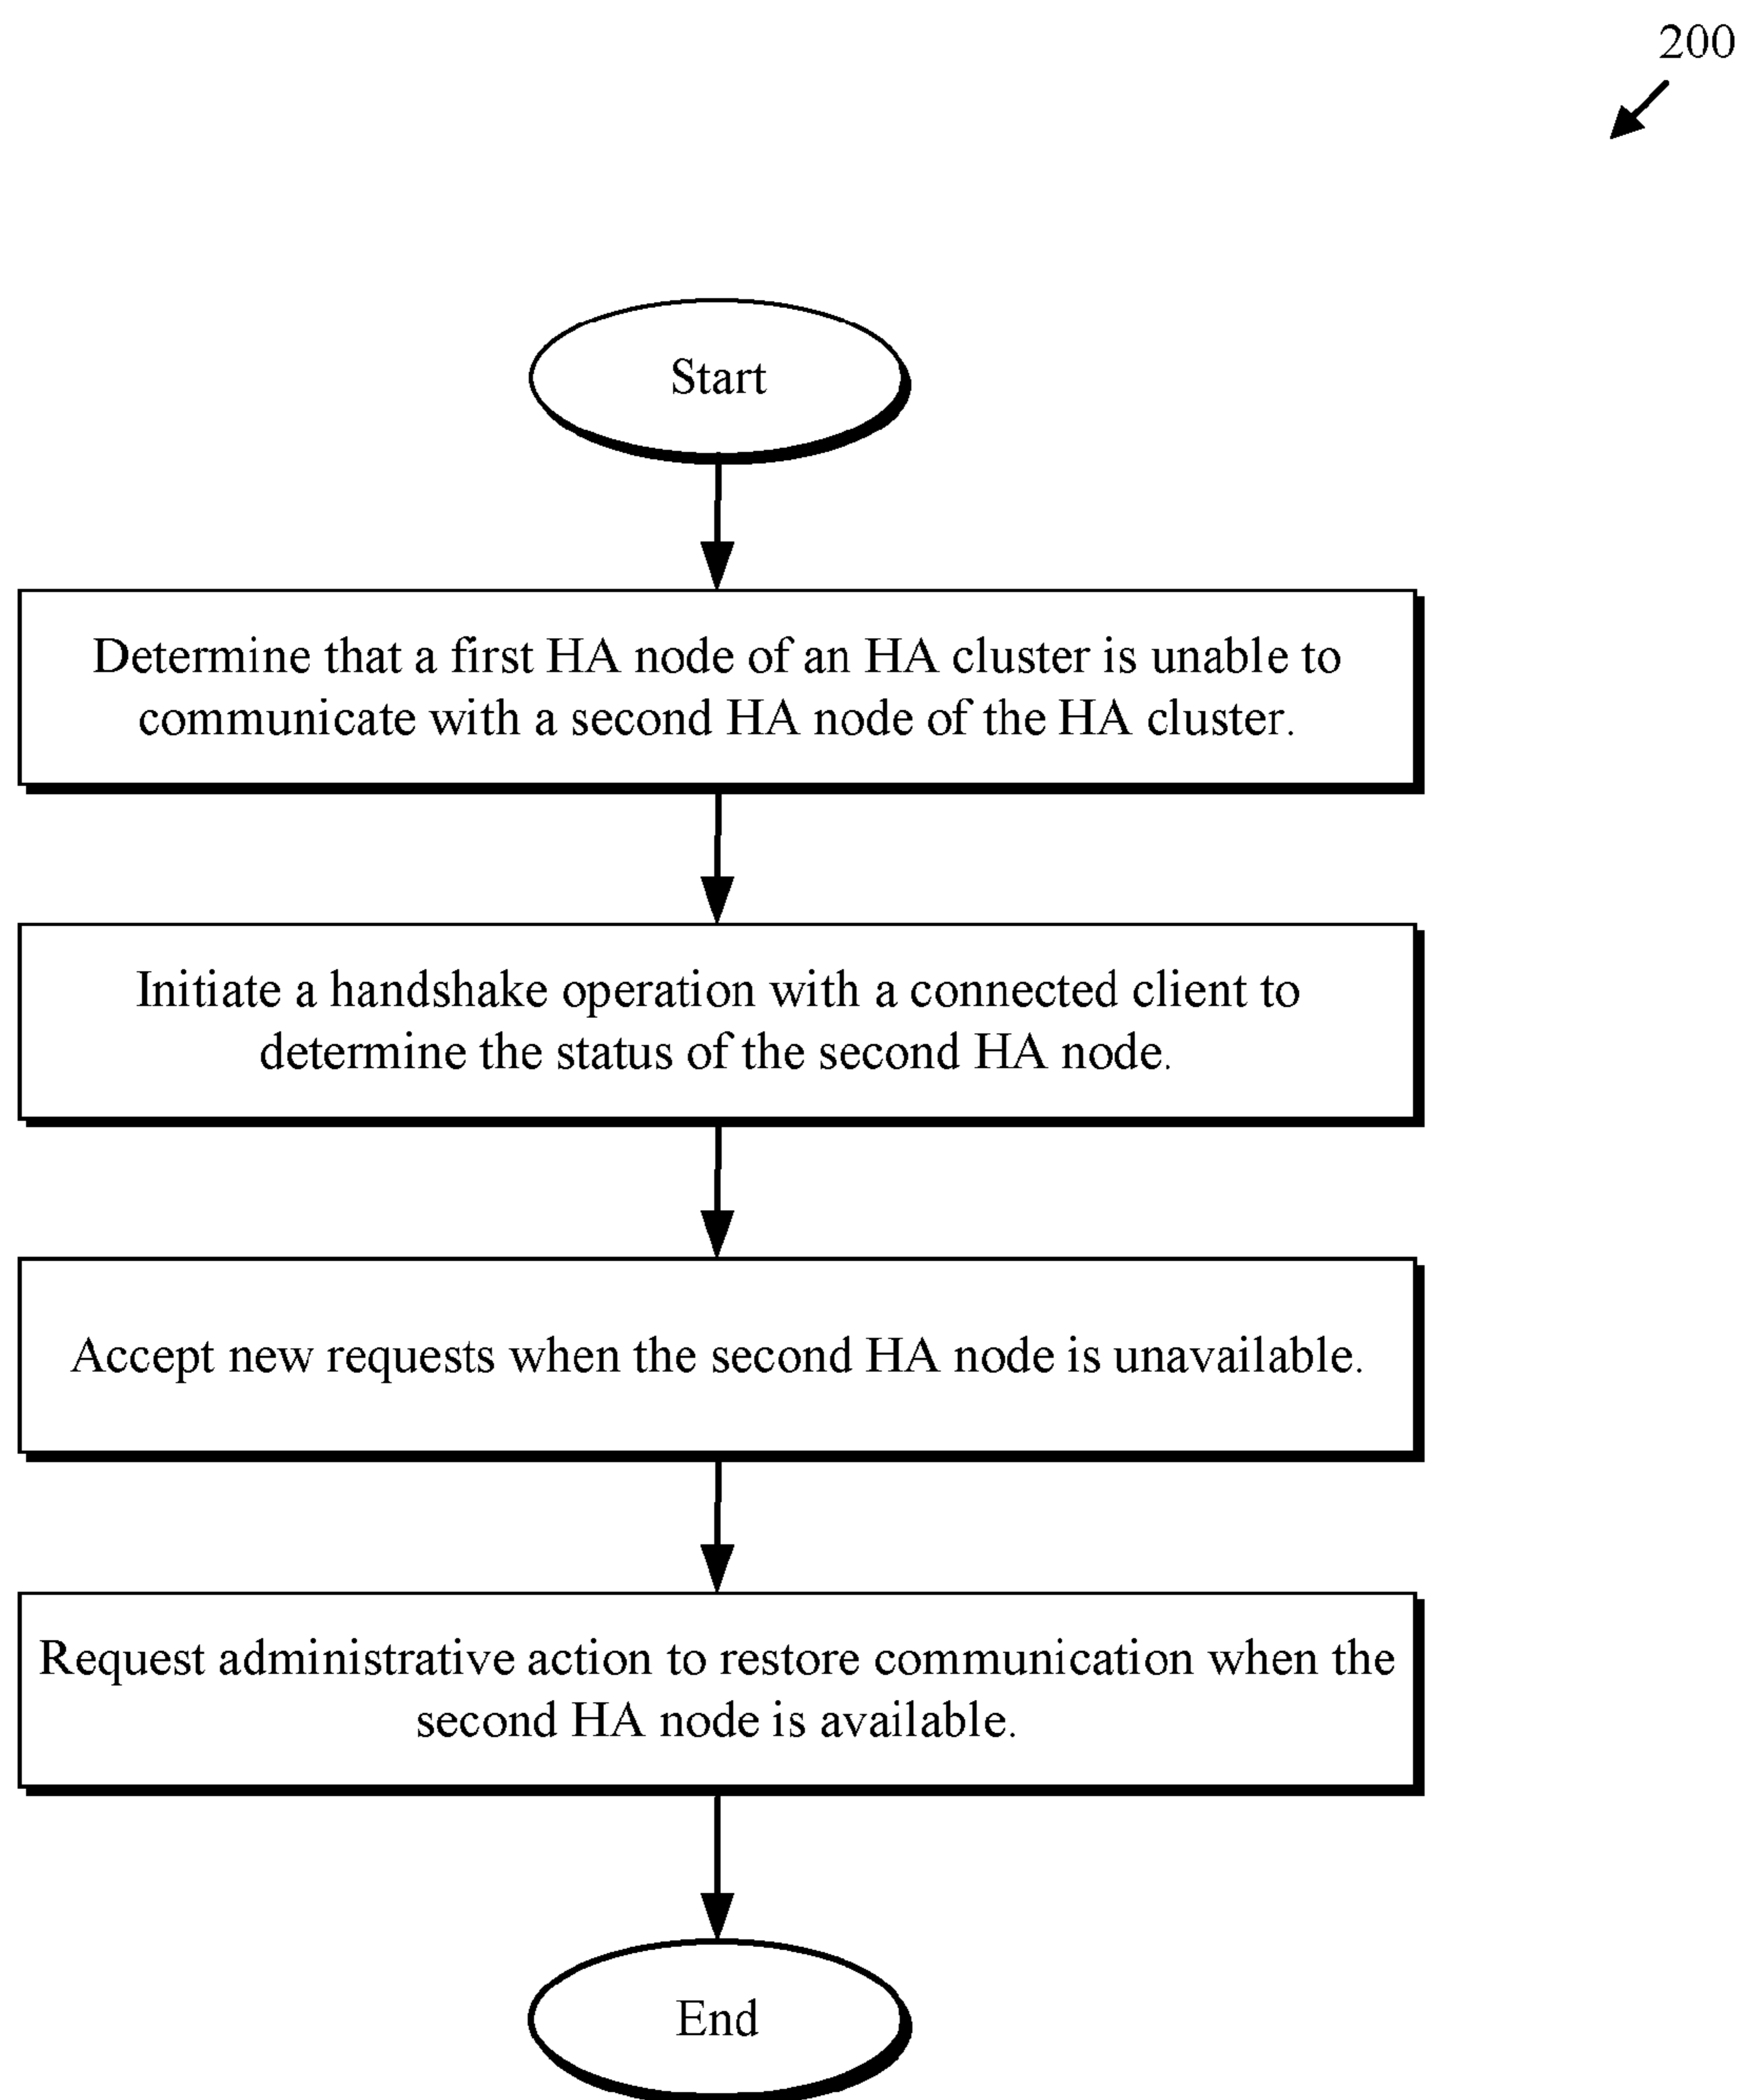 200
Start
Determine that a first HA node of an HA cluster is unable to
communicate with a second HA node of the HA cluster.
Initiate a handshake operation with a connected client to
determine the status of the second HA node.
Accept new requests when the second HA node is unavailable.
Request administrative action to restore communication when the
second HA node is available.
End